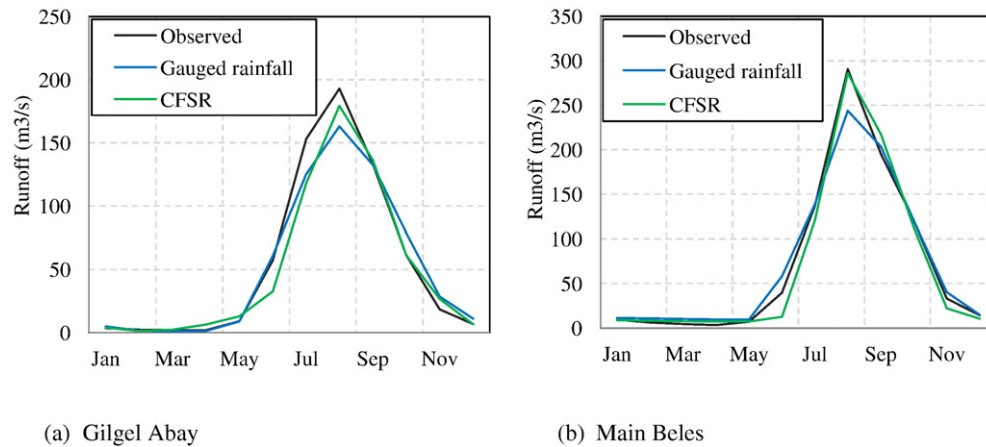 250
200
150
100
50
0
Runoff (m3/s)
Observed
Gauged rainfall
CFSR
Jan Mar May Jul Sep Nov
(a) Gilgel Abay
350
300
250
200
150
100
50
0
Runoff (m3/s)
Observed
Gauged rainfall
CFSR
Jan Mar May Jul Sep Nov
(b) Main Beles